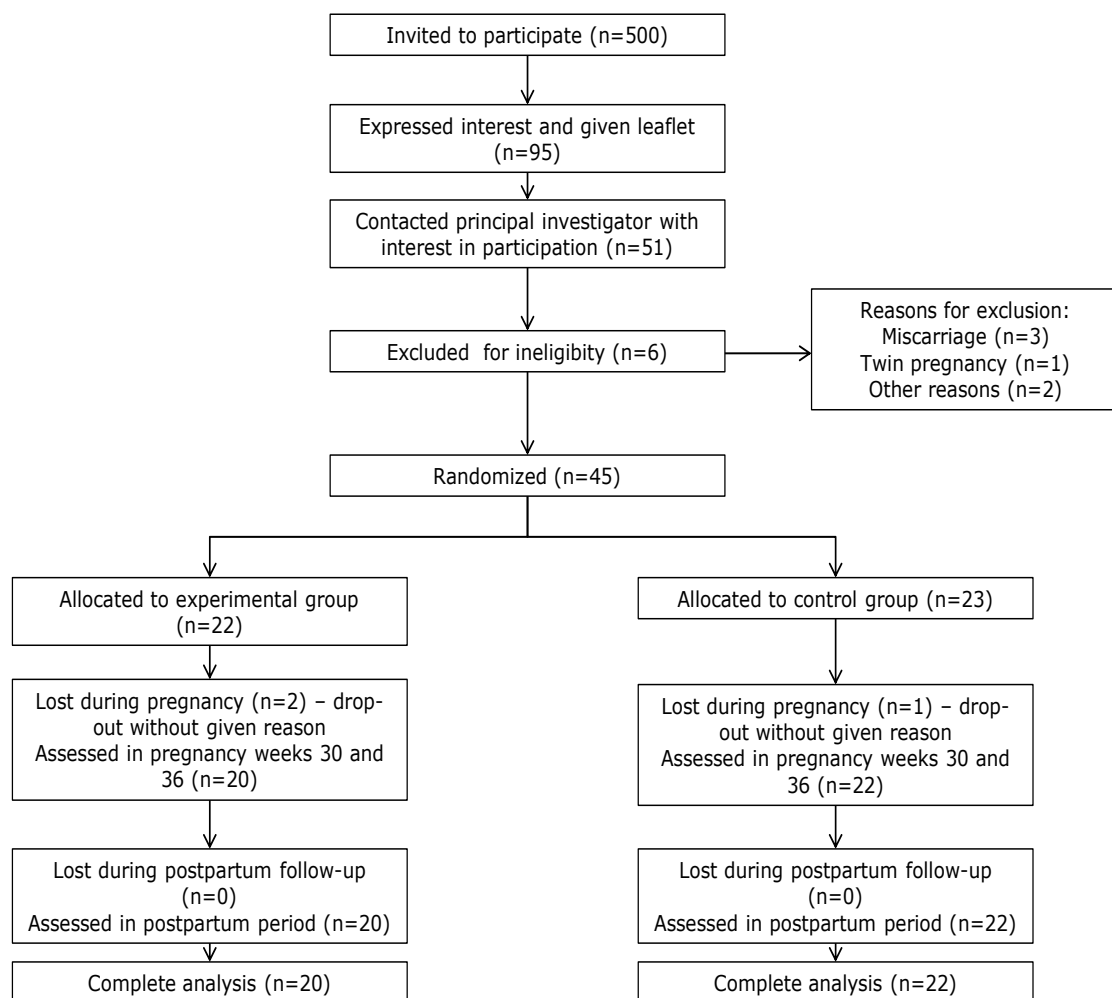 Invited to participate (n=500)
Expressed interest and given leaflet
(n=95)
Contacted principal investigator with
interest in participation (n=51)
Excluded  for ineligibity (n=6)
Reasons for exclusion:
Miscarriage (n=3)
Twin pregnancy (n=1)
Other reasons (n=2)
Randomized (n=45)
Allocated to experimental group
(n=22)
Lost during pregnancy (n=2) – drop-
out without given reason
Assessed in pregnancy weeks 30 and
36 (n=20)
Lost during postpartum follow-up
(n=0)
Assessed in postpartum period (n=20)
Complete analysis (n=20)
Allocated to control group (n=23)
Lost during pregnancy (n=1) – drop-
out without given reason
Assessed in pregnancy weeks 30 and
36 (n=22)
Lost during postpartum follow-up
(n=0)
Assessed in postpartum period (n=22)
Complete analysis (n=22)